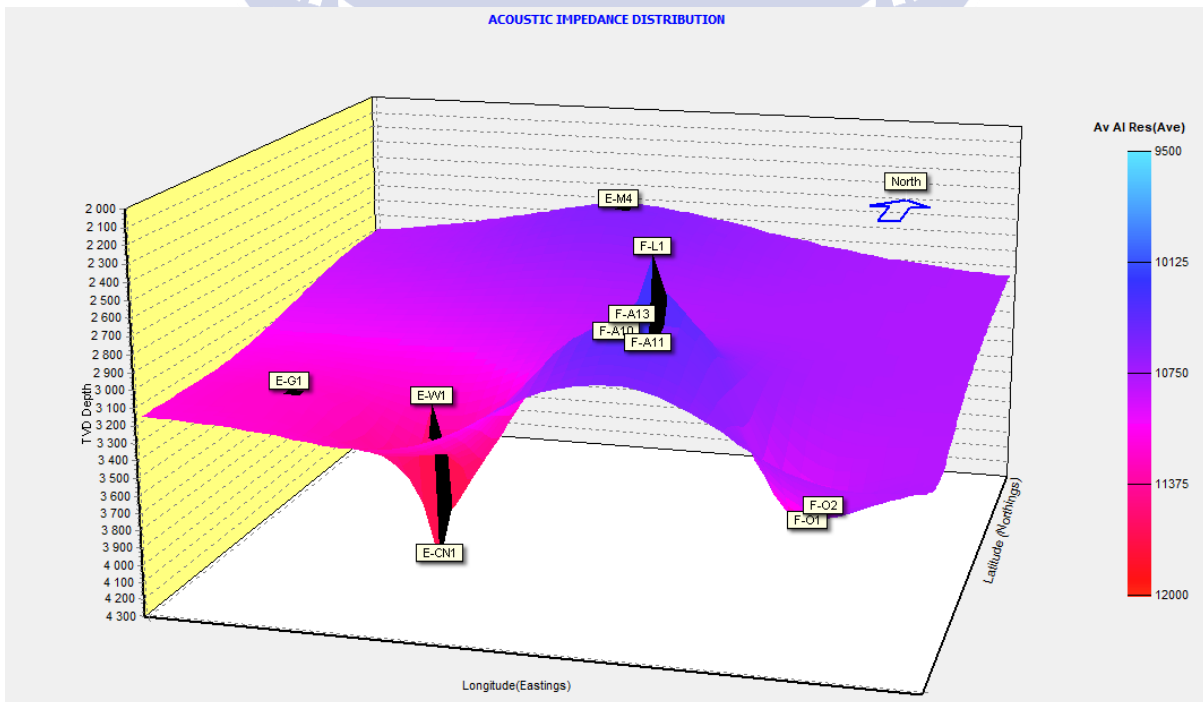 ACOUSTIC IMPEDANCE DISTRIBUTION
Av AI Res(Ave)
9500
10125
10750
11375
12000
North
E-M4
F-L1
F-A13
F-A10
F-A11
E-G1
E-W1
E-CN1
F-O2
F-O1
TVD Depth
2 000
2 100
2 200
2 300
2 400
2 500
2 600
2 700
2 800
2 900
3 000
3 100
3 200
3 300
3 400
3 500
3 600
3 700
3 800
3 900
4 000
4 100
4 200
4 300
Longitude(Eastings)
Latitude (Northings)